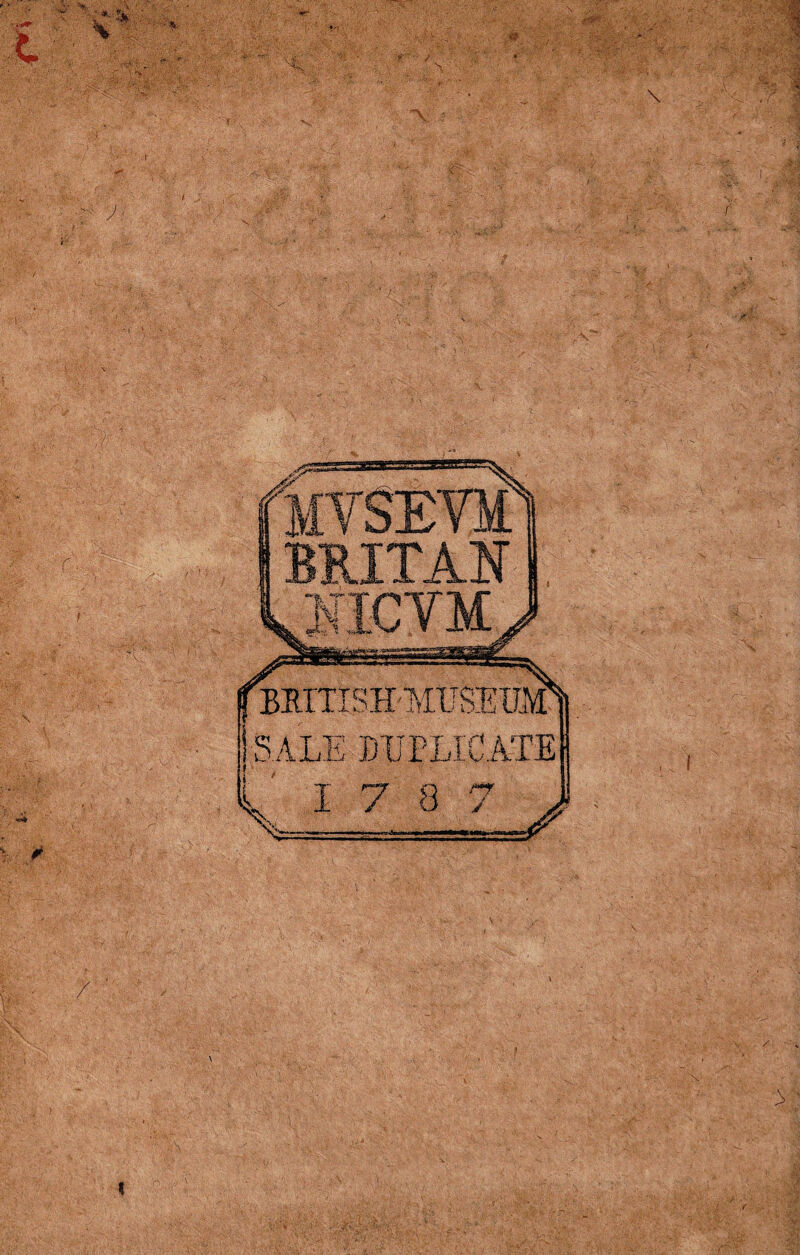 MVSEVM
BRITAN
NICVM
BRITISH MUSEUM
SALE DUPLICATE
1787